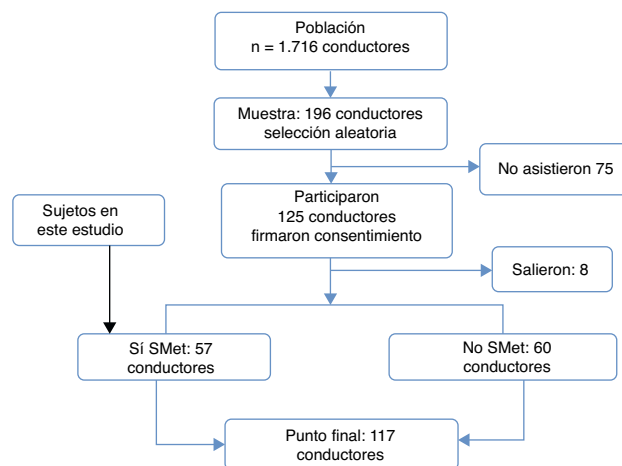 Población
n = 1.716 conductores
Muestra: 196 conductores
selección aleatoria
No asistieron 75
Participaron
125 conductores
firmaron consentimiento
Sujetos en
este estudio
Salieron: 8
Sí SMet: 57
conductores
No SMet: 60
conductores
Punto final: 117
conductores